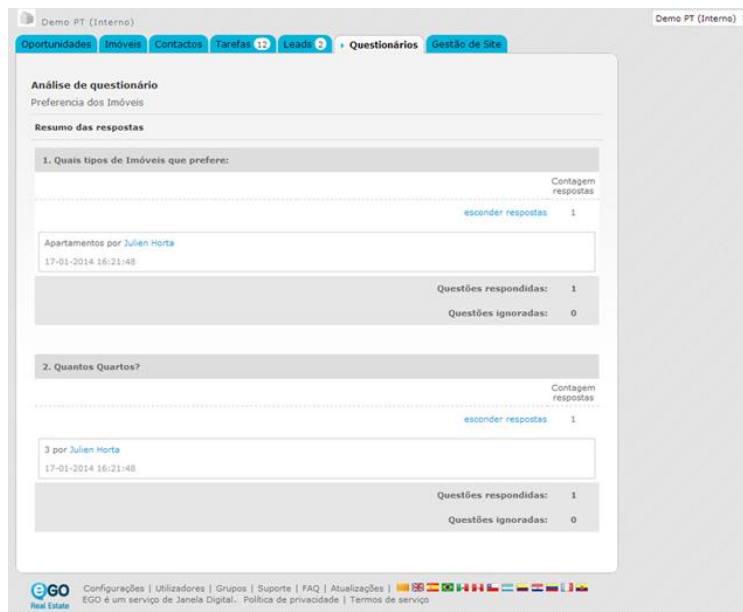 Demo PT (Interno)
Demo PT (Interno)
Oportunidades Imóveis Contactos Tarefas 12 Leads 2 Questionários Gestão de Site
Análise de questionário
Preferencia dos Imóveis
Resumo das respostas
1. Quais tipos de Imóveis que prefere:
Contagem
respostas
esconder respostas 1
Apartamentos por Julien Horta
17-01-2014 16:21:48
Questões respondidas: 1
Questões ignoradas: 0
2. Quantos Quartos?
Contagem
respostas
esconder respostas 1
3 por Julien Horta
17-01-2014 16:21:48
Questões respondidas: 1
Questões ignoradas: 0
eGO
Real Estate
Configurações | Utilizadores | Grupos | Suporte | FAQ | Atualizações |
EGO é um serviço de Janela Digital. Política de privacidade | Termos de serviço